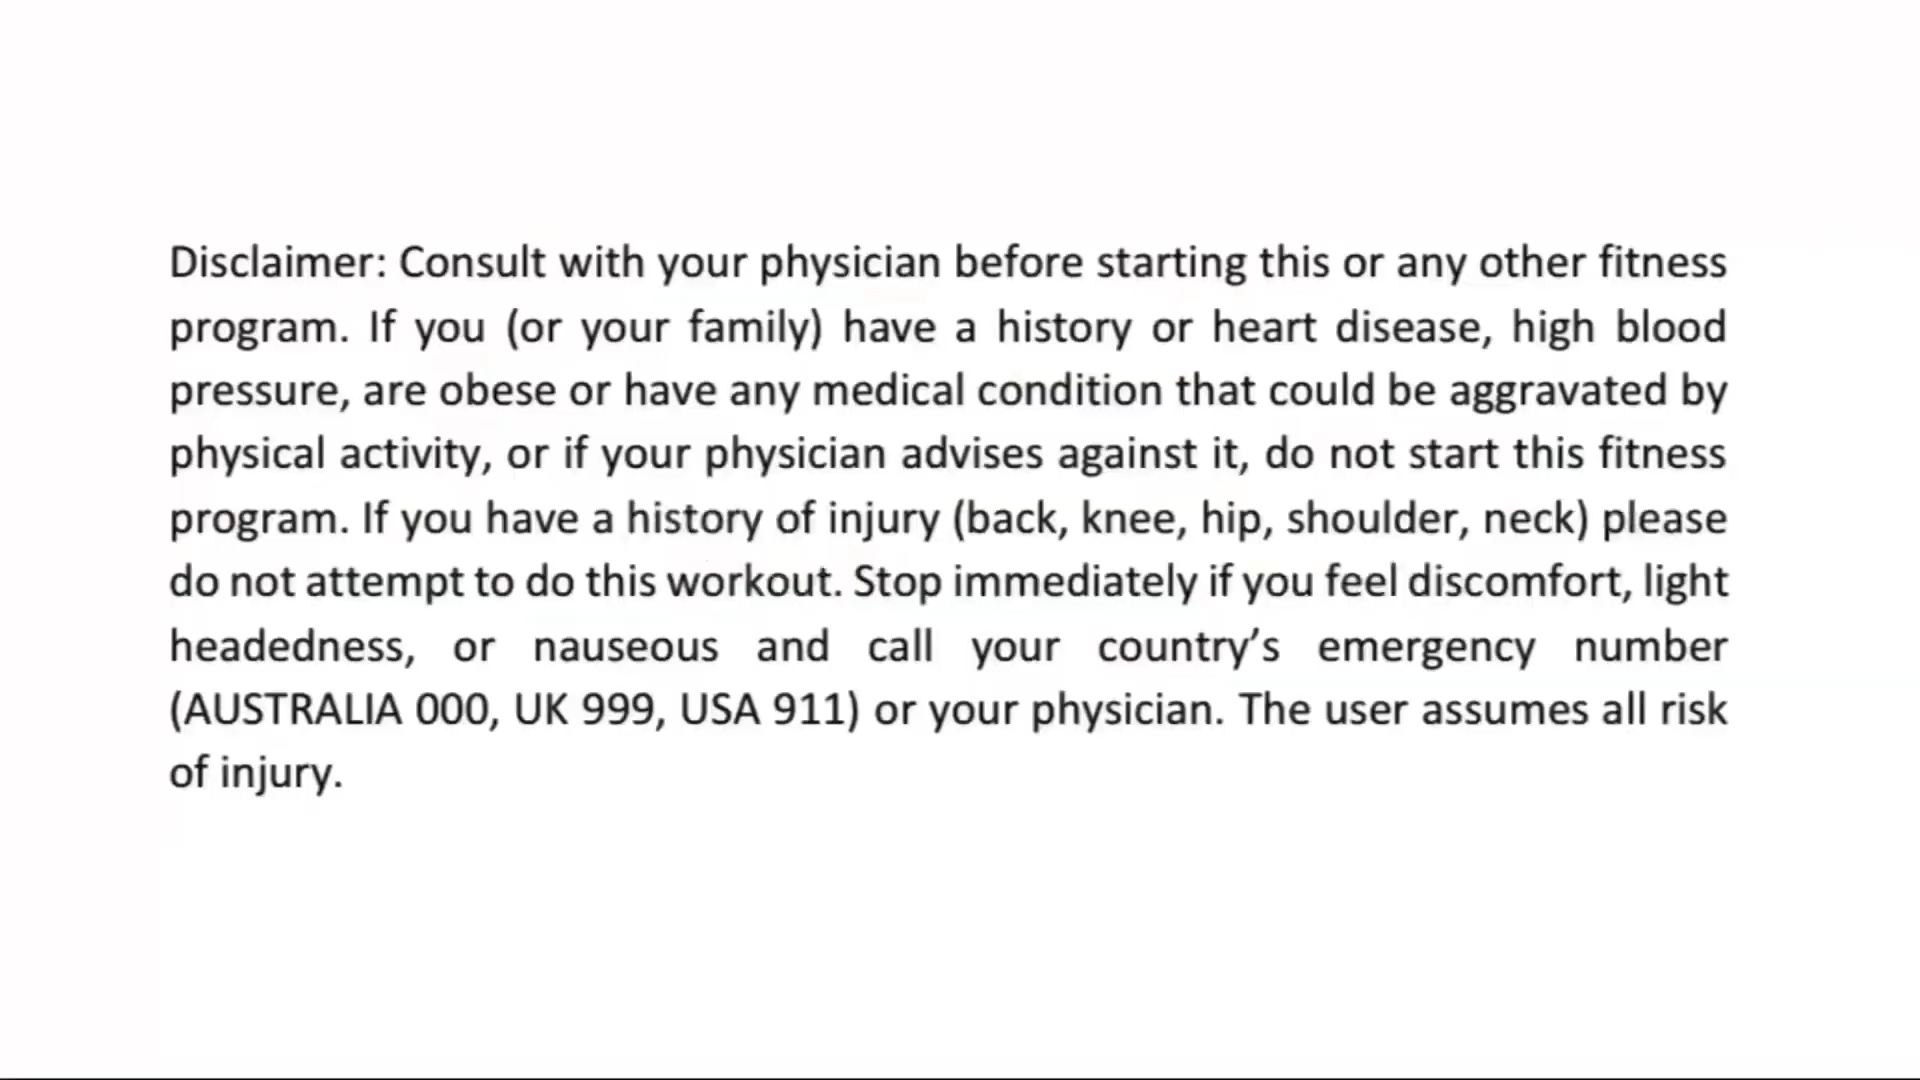 Disclaimer: Consult with your physician before starting this or any other fitness
program. If you (or your family) have a history or heart disease, high blood
pressure, are obese or have any medical condition that could be aggravated by
physical activity, or if your physician advises against it, do not start this fitness
program. If you have a history of injury (back, knee, hip, shoulder, neck) please
do not attempt to do this workout. Stop immediately if you feel discomfort, light
headedness, or nauseous and call your country’s emergency number
(AUSTRALIA 000, UK 999, USA 911) or your physician. The user assumes all risk
of injury.